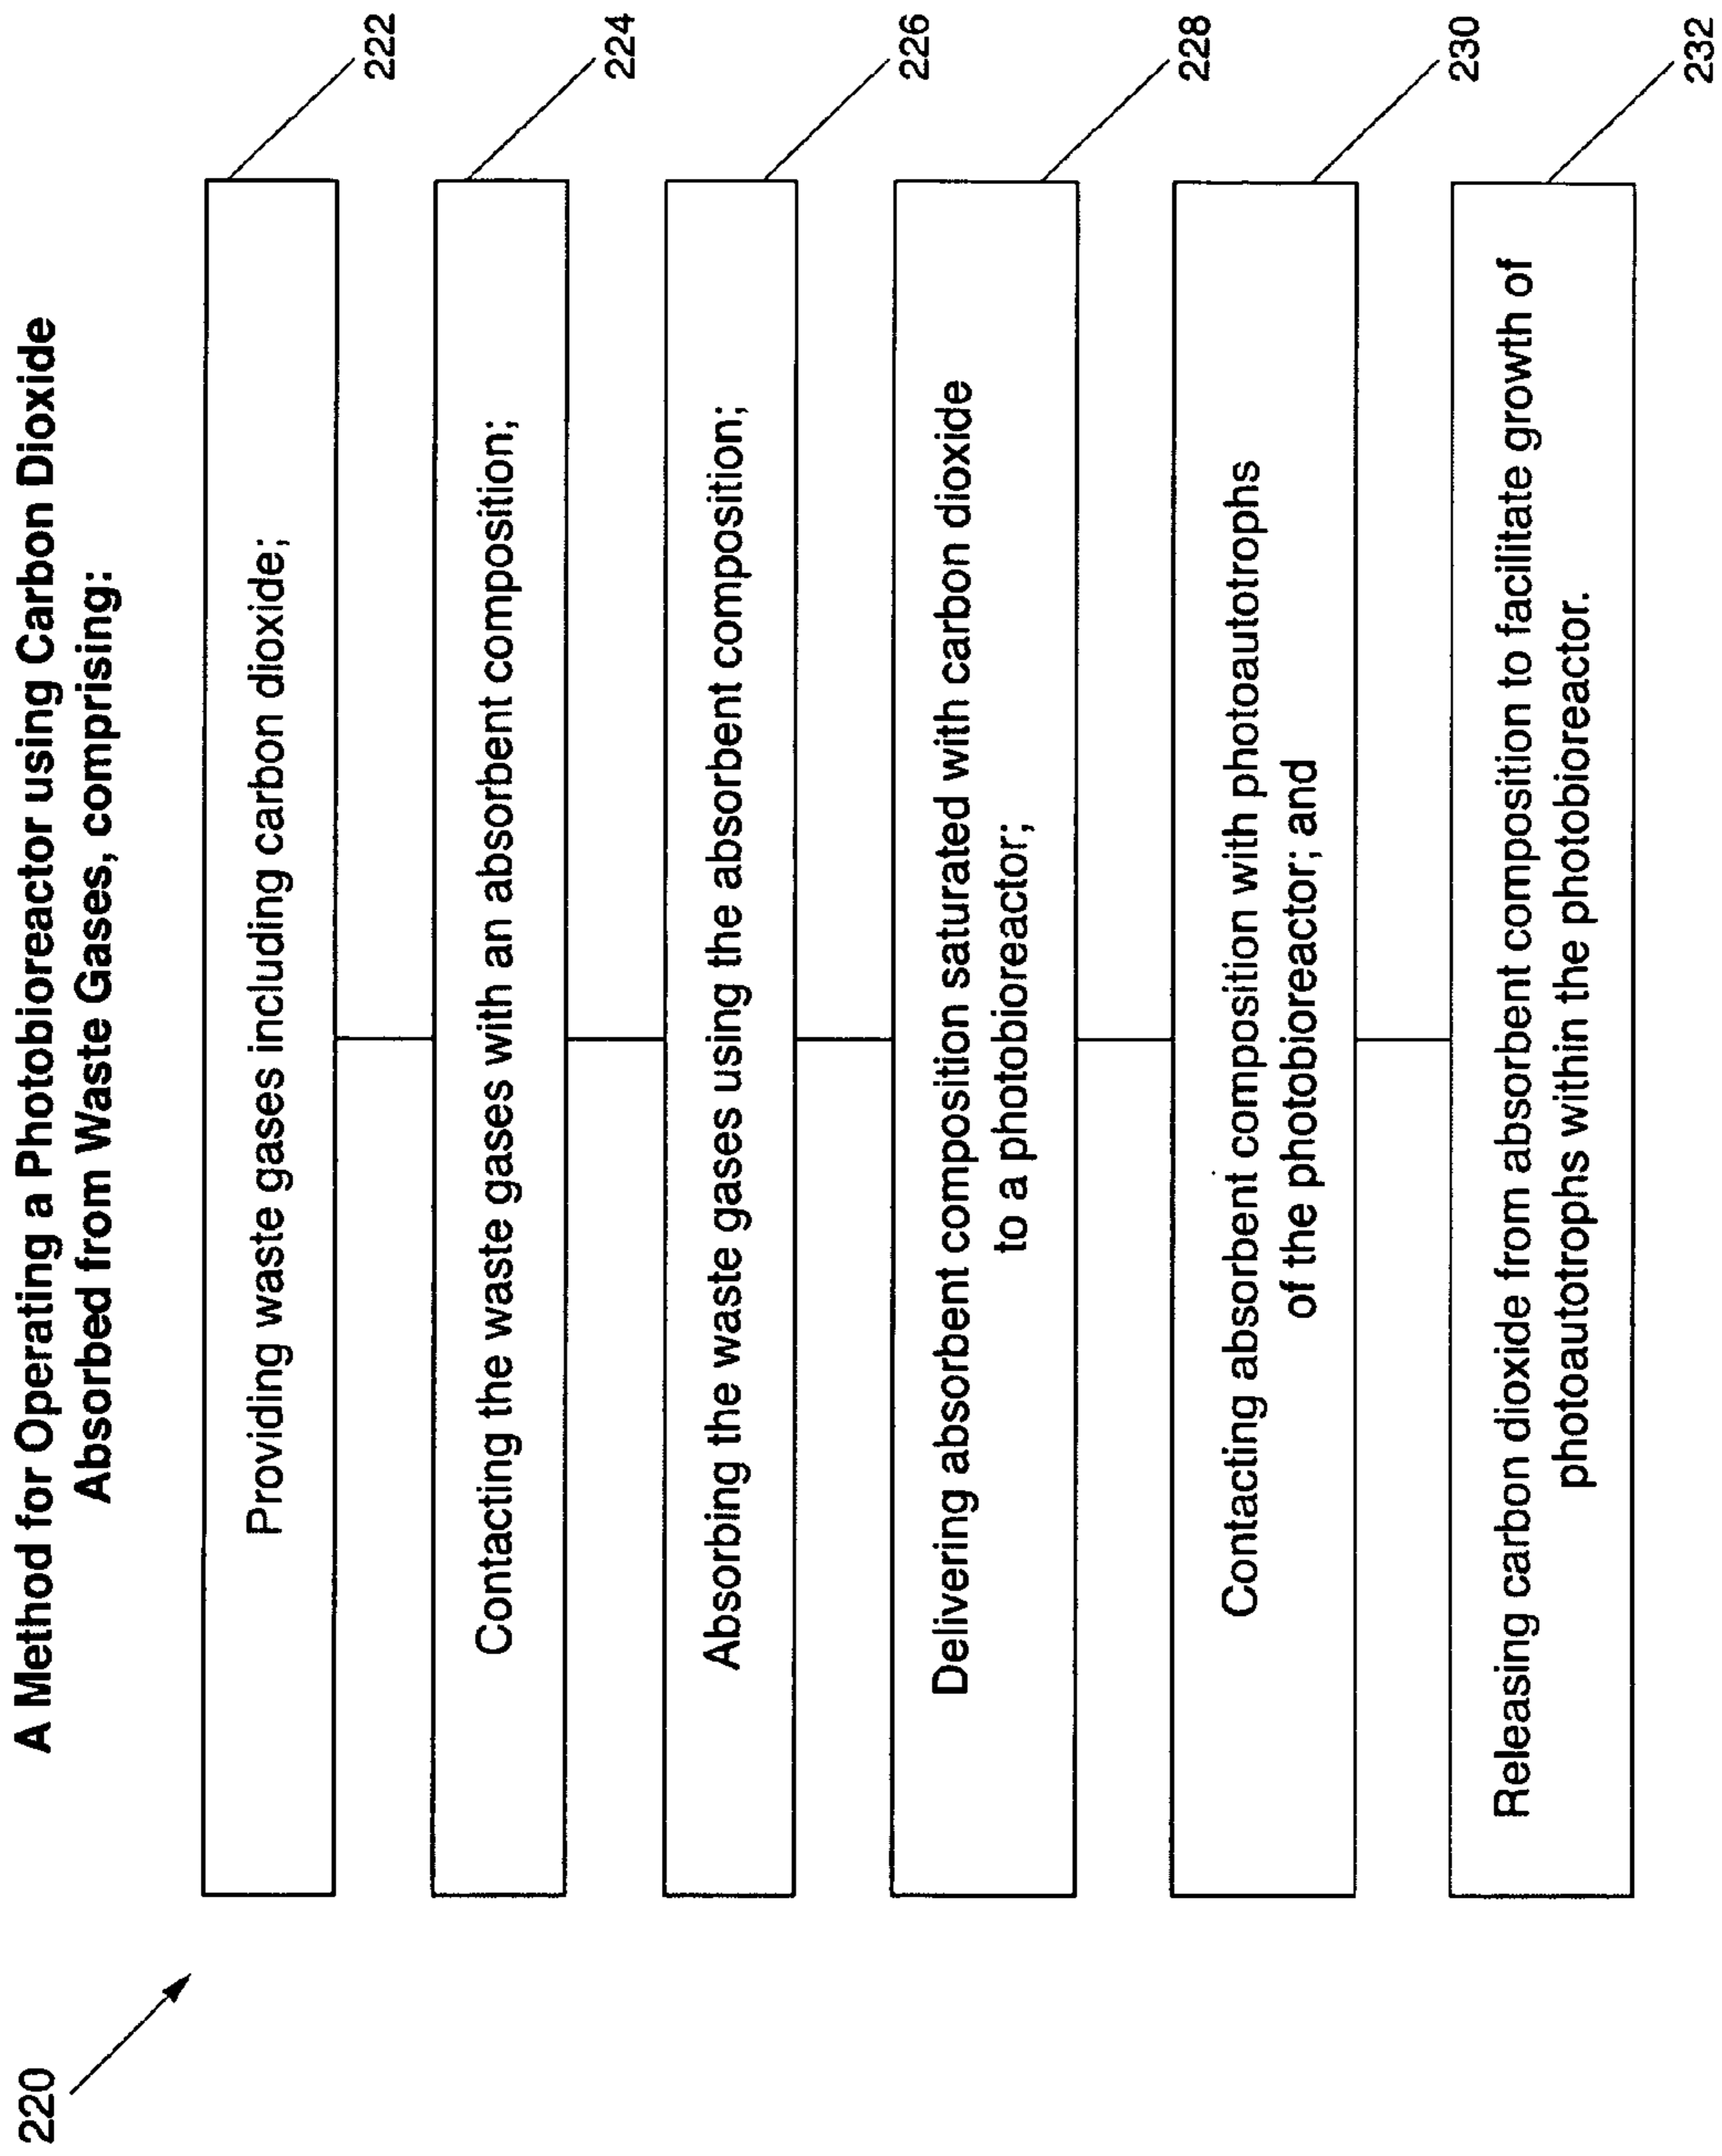 A Method for Operating a Photobioreactor using Carbon Dioxide
Absorbed from Waste Gases, comprising:
220
Providing waste gases including carbon dioxide;
222
Contacting the waste gases with an absorbent composition;
224
Absorbing the waste gases using the absorbent composition;
226
Delivering absorbent composition saturated with carbon dioxide
to a photobioreactor;
228
Contacting absorbent composition with photoautotrophs
of the photobioreactor; and
230
Releasing carbon dioxide from absorbent composition to facilitate growth of
photoautotrophs within the photobioreactor.
232